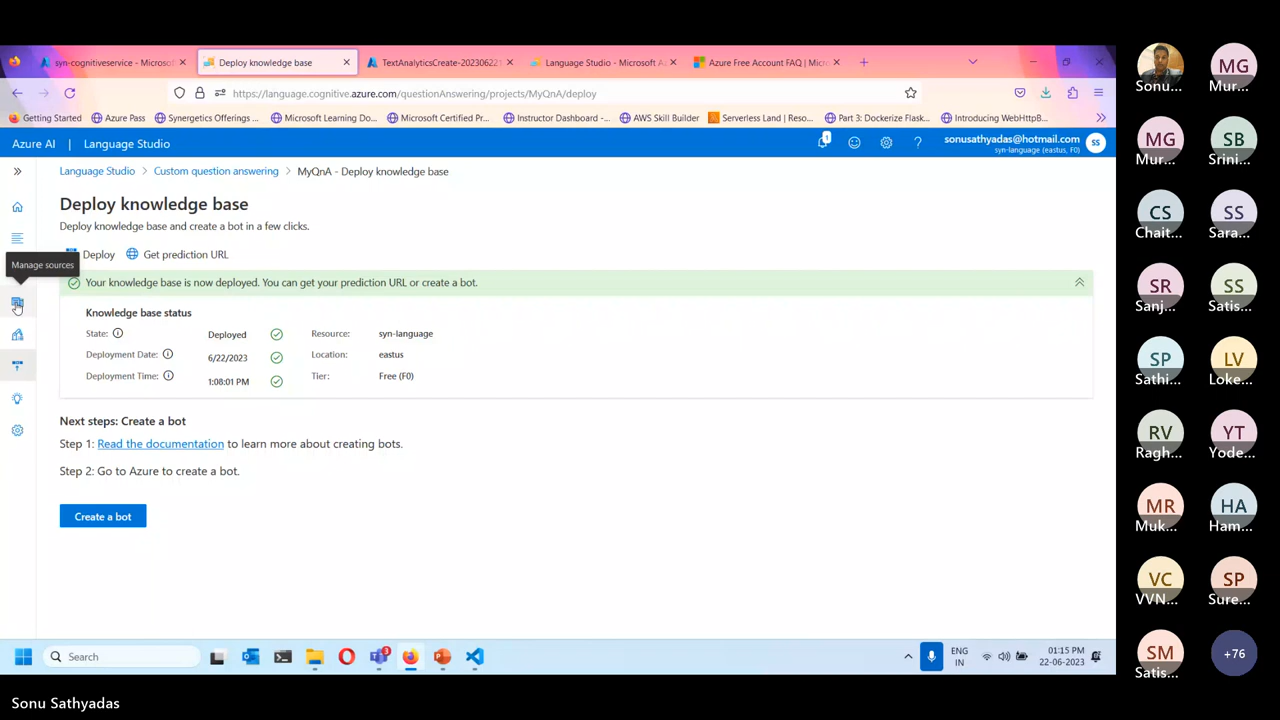 syn-cognitiveservice - Microso
Deploy knowledge base
TextAnalyticsCreate-202306221
Language Studio - Microsoft A
Azure Free Account FAQ | Micr
https://language.cognitive.azure.com/questionAnswering/projects/MyQnA/deploy
Getting Started
Azure Pass
Synergetics Offerings ...
Microsoft Learning Do...
Microsoft Certified Pr...
Instructor Dashboard -...
AWS Skill Builder
Serverless Land | Reso...
Part 3: Dockerize Flask...
Introducing WebHttpB...
Azure AI | Language Studio
1
sonusathyadas@hotmail.com
syn-language (eastus, F0)
SS
Language Studio > Custom question answering > MyQnA - Deploy knowledge base
Deploy knowledge base
Deploy knowledge base and create a bot in a few clicks.
Deploy
Get prediction URL
Manage sources
Your knowledge base is now deployed. You can get your prediction URL or create a bot.
Knowledge base status
State: Deployed Resource: syn-language
Deployment Date: 6/22/2023 Location: eastus
Deployment Time: 1:08:01 PM Tier: Free (F0)
Next steps: Create a bot
Step 1: Read the documentation to learn more about creating bots.
Step 2: Go to Azure to create a bot.
Create a bot
Search
3
ENG
IN
01:15 PM
22-06-2023
Sonu Sathyadas
Sonu...
MG
Mur...
MG
Mur...
SB
Srini...
CS
Chait...
SS
Sara...
SR
Sanj...
SS
Satis...
SP
Sathi...
LV
Loke...
RV
Ragh...
YT
Yode...
MR
Muk...
HA
Ham...
VC
VVN...
SP
Sure...
SM
Satis...
+76